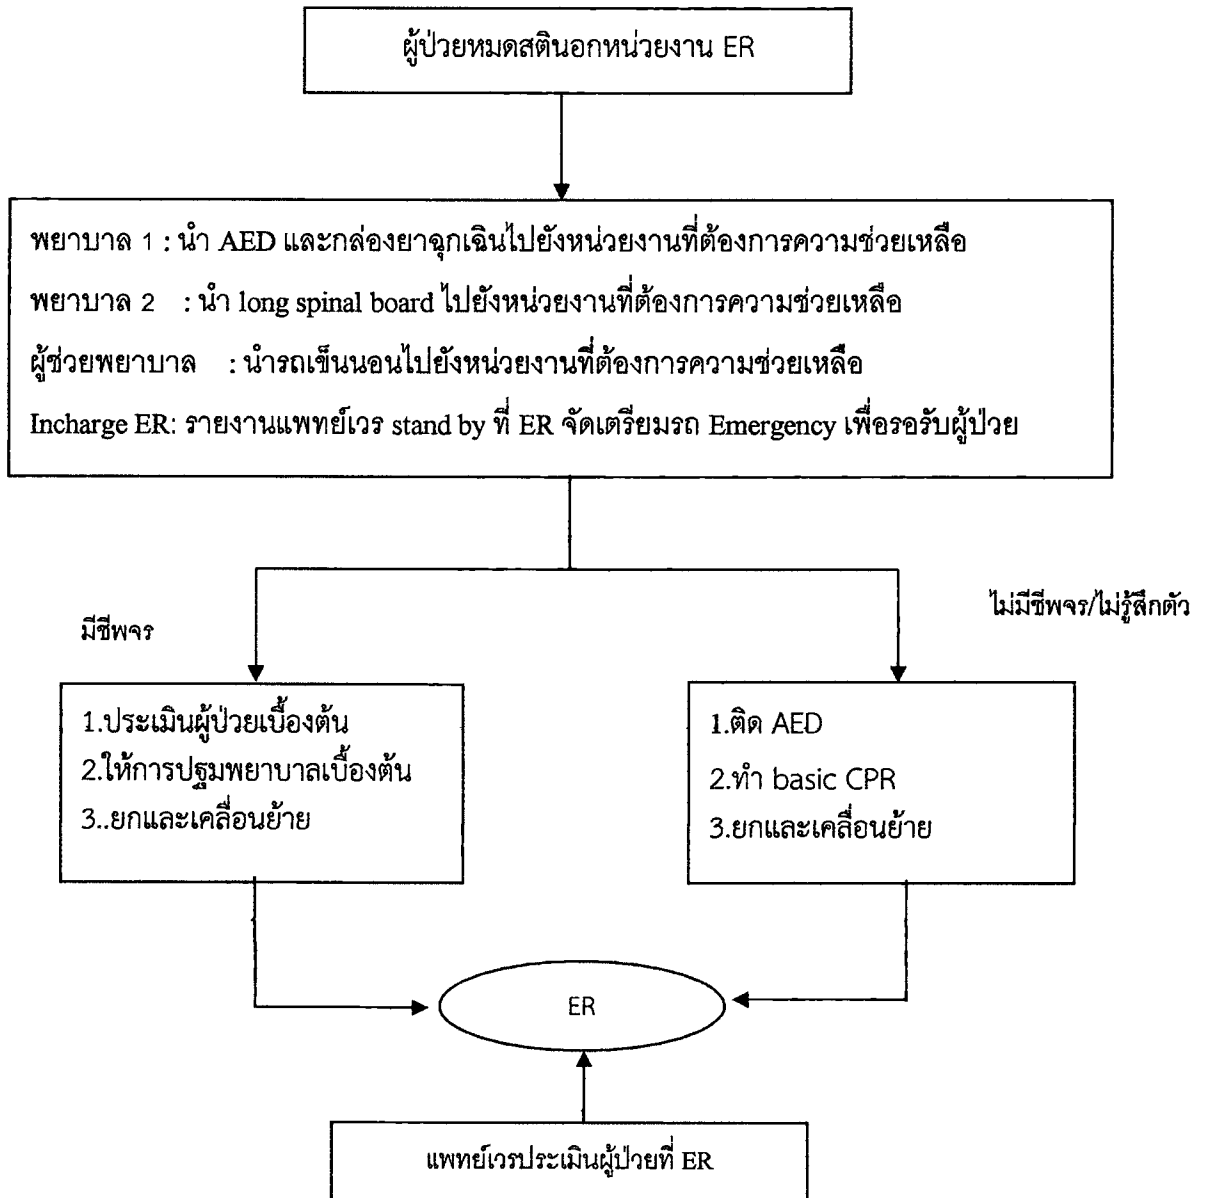 ผู้ป่วยหมดสตินอกหน่วยงาน ER
พยาบาล 1 : นำ AED และกล่องยาฉุกเฉินไปยังหน่วยงานที่ต้องการความช่วยเหลือ
พยาบาล 2 : นำ long spinal board ไปยังหน่วยงานที่ต้องการความช่วยเหลือ
ผู้ช่วยพยาบาล : นำรถเข็นนอนไปยังหน่วยงานที่ต้องการความช่วยเหลือ
Incharge ER: รายงานแพทย์เวร stand by ที่ ER จัดเตรียมรถ Emergency เพื่อรอรับผู้ป่วย
มีชีพจร
ไม่มีชีพจร/ไม่รู้สึกตัว
1.ประเมินผู้ป่วยเบื้องต้น
2.ให้การปฐมพยาบาลเบื้องต้น
3..ยกและเคลื่อนย้าย
1.ติด AED
2.ทำ basic CPR
3.ยกและเคลื่อนย้าย
ER
แพทย์เวรประเมินผู้ป่วยที่ ER